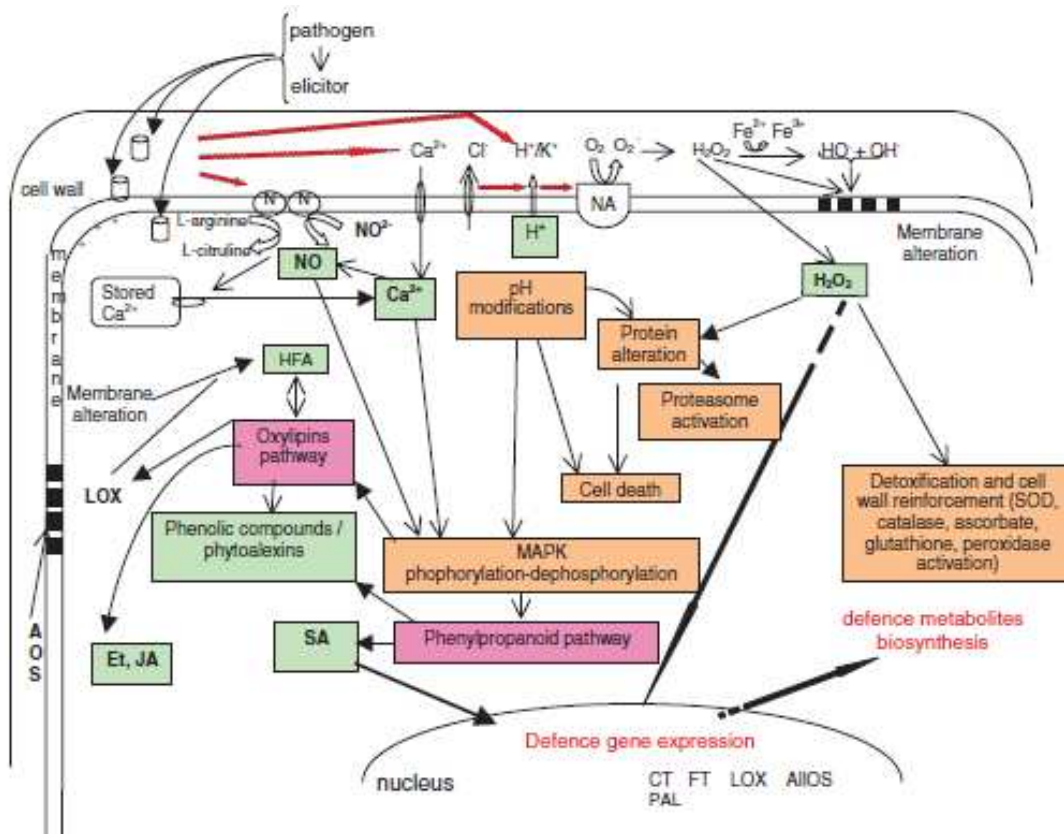 pathogen
elicitor
cell wall
Ca²⁺
Cl⁻
H⁺/K⁺
O₂ O₂⁻
H₂O₂
Fe²⁺ Fe³⁺
HO + OH
N N
NA
L-arginine
L-citruline
NO²⁻
H⁺
Membrane
alteration
membrane
NO
Stored
Ca²⁺
Ca²⁺
pH
modifications
H₂O₂
Protein
alteration
HFA
Proteasome
activation
Membrane
alteration
Oxylipins
pathway
LOX
Cell death
Detoxification and cell
wall reinforcement (SOD,
catalase, ascorbate,
glutathione, peroxidase
activation)
Phenolic compounds /
phytoalexins
MAPK
phophorylation-dephosphorylation
AOS
Et, JA
SA
Phenylpropanoid pathway
defence metabolites
biosynthesis
Defence gene expression
nucleus
CT FT LOX AllOS
PAL